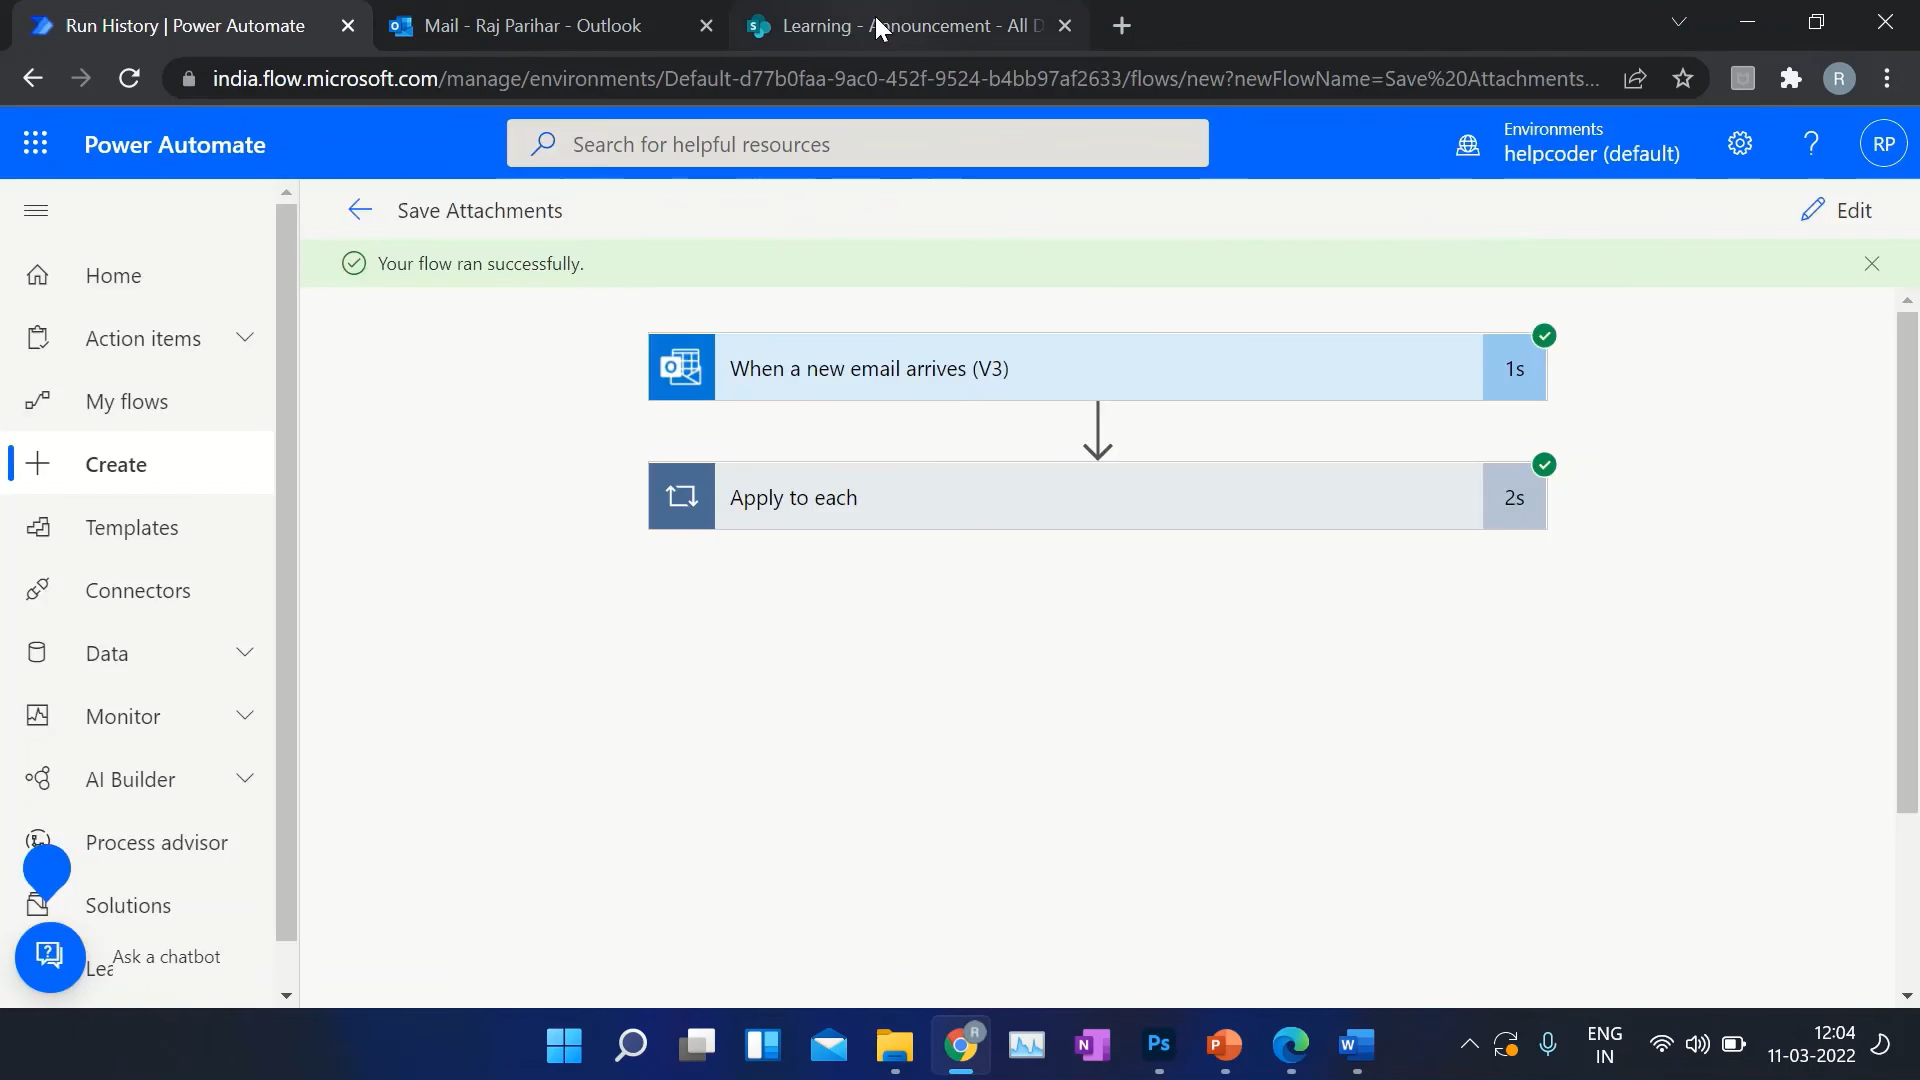 Run History | Power Automate
Mail - Raj Parihar - Outlook
Learning - Announcement - All D
india.flow.microsoft.com/manage/environments/Default-d77b0faa-9ac0-452f-9524-b4bb97af2633/flows/new?newFlowName=Save%20Attachments...
R
Power Automate
Search for helpful resources
Environments
helpcoder (default)
?
RP
Save Attachments
Edit
Your flow ran successfully.
Home
Action items
My flows
Create
Templates
Connectors
Data
Monitor
AI Builder
Process advisor
Solutions
Lea
Ask a chatbot
When a new email arrives (V3)
1s
Apply to each
2s
R
N
Ps
P
W
ENG
IN
12:04
11-03-2022